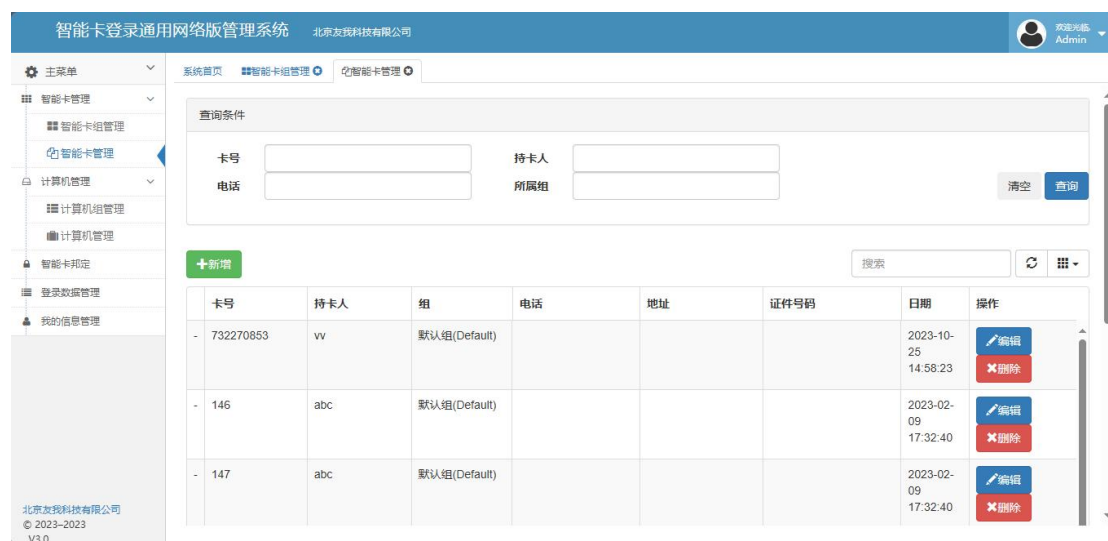 智能卡登录通用网络版管理系统 北京友我科技有限公司
欢迎光临,
Admin
主菜单
系统首页 智能卡组管理 智能卡管理
智能卡管理
智能卡组管理
智能卡管理
计算机管理
计算机组管理
计算机管理
智能卡邦定
登录数据管理
我的信息管理
查询条件
卡号 持卡人
电话 所属组 清空 查询
新增 搜索
卡号 持卡人 组 电话 地址 证件号码 日期 操作
- 732270853 vv 默认组(Default) 2023-10-
25
14:58:23
编辑
删除
- 146 abc 默认组(Default) 2023-02-
09
17:32:40
编辑
删除
- 147 abc 默认组(Default) 2023-02-
09
17:32:40
编辑
删除
北京友我科技有限公司
© 2023–2023
V3.0